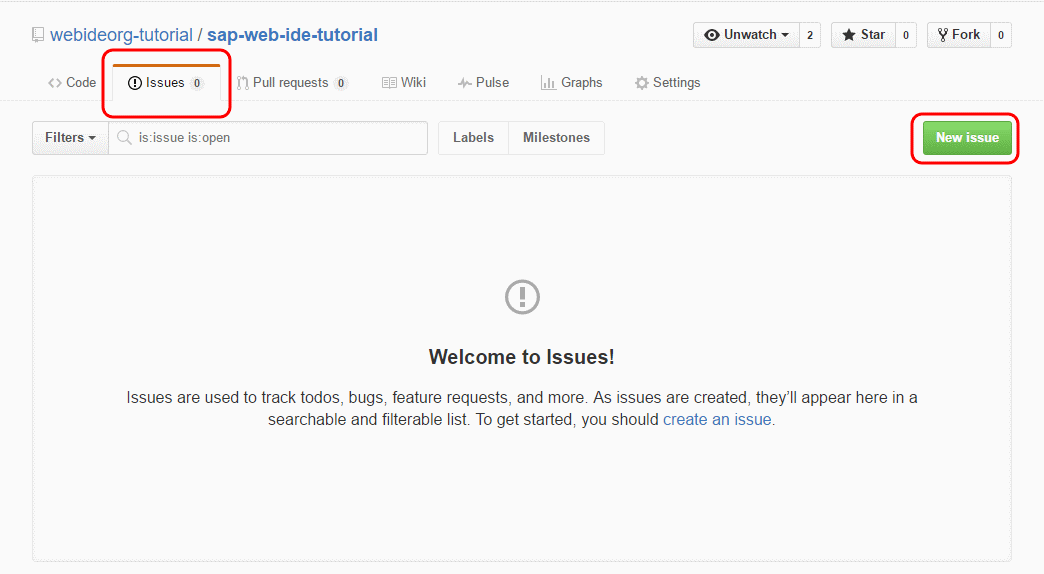 webideorg-tutorial / sap-web-ide-tutorial Unwatch 2 Star 0 Fork 0
Code Issues 0 Pull requests 0 Wiki Pulse Graphs Settings
Filters is:issue is:open Labels Milestones New issue
Welcome to Issues!
Issues are used to track todos, bugs, feature requests, and more. As issues are created, they’ll appear here in a
searchable and filterable list. To get started, you should create an issue.